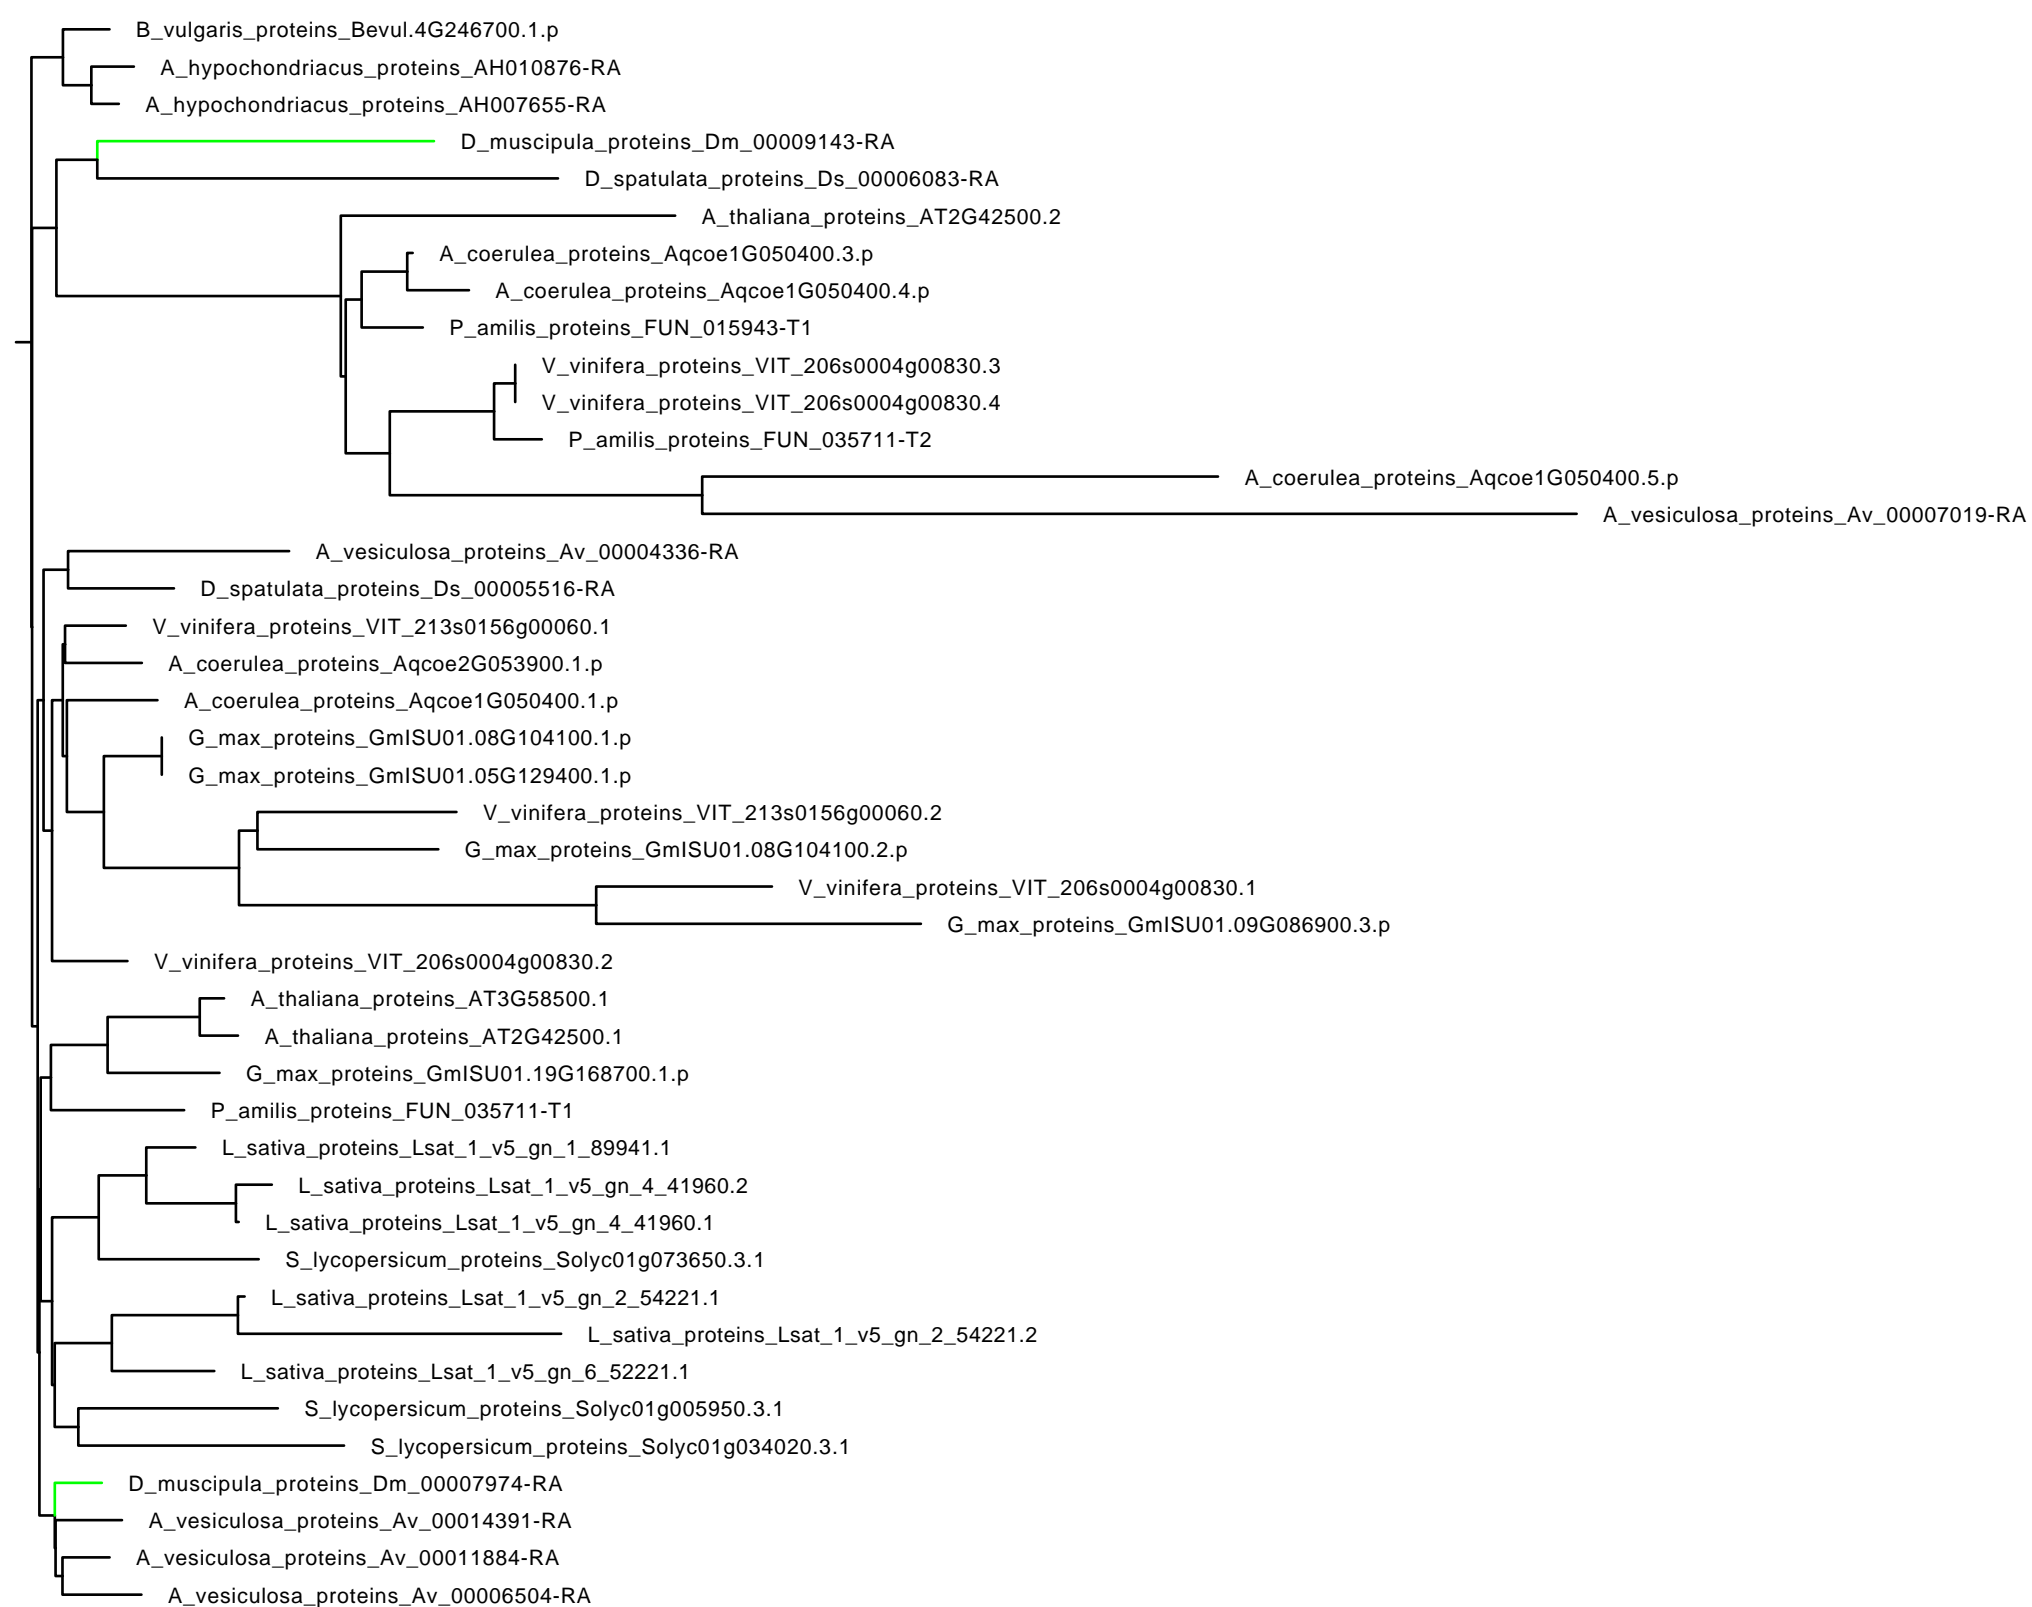 B_vulgaris_proteins_Bevul.4G246700.1.p
A_hypochondriacus_proteins_AH010876-RA
A_hypochondriacus_proteins_AH007655-RA
D_muscipula_proteins_Dm_00009143-RA
D_spatulata_proteins_Ds_00006083-RA
A_thaliana_proteins_AT2G42500.2
A_coerulea_proteins_Aqcoe1G050400.3.p
A_coerulea_proteins_Aqcoe1G050400.4.p
P_amilis_proteins_FUN_015943-T1
V_vinifera_proteins_VIT_206s0004g00830.3
V_vinifera_proteins_VIT_206s0004g00830.4
P_amilis_proteins_FUN_035711-T2
A_coerulea_proteins_Aqcoe1G050400.5.p
A_vesiculosa_proteins_Av_00007019-RA
A_vesiculosa_proteins_Av_00004336-RA
D_spatulata_proteins_Ds_00005516-RA
V_vinifera_proteins_VIT_213s0156g00060.1
A_coerulea_proteins_Aqcoe2G053900.1.p
A_coerulea_proteins_Aqcoe1G050400.1.p
G_max_proteins_GmISU01.08G104100.1.p
G_max_proteins_GmISU01.05G129400.1.p
V_vinifera_proteins_VIT_213s0156g00060.2
G_max_proteins_GmISU01.08G104100.2.p
V_vinifera_proteins_VIT_206s0004g00830.1
G_max_proteins_GmISU01.09G086900.3.p
V_vinifera_proteins_VIT_206s0004g00830.2
A_thaliana_proteins_AT3G58500.1
A_thaliana_proteins_AT2G42500.1
G_max_proteins_GmISU01.19G168700.1.p
P_amilis_proteins_FUN_035711-T1
L_sativa_proteins_Lsat_1_v5_gn_1_89941.1
L_sativa_proteins_Lsat_1_v5_gn_4_41960.2
L_sativa_proteins_Lsat_1_v5_gn_4_41960.1
S_lycopersicum_proteins_Solyc01g073650.3.1
L_sativa_proteins_Lsat_1_v5_gn_2_54221.1
L_sativa_proteins_Lsat_1_v5_gn_2_54221.2
L_sativa_proteins_Lsat_1_v5_gn_6_52221.1
S_lycopersicum_proteins_Solyc01g005950.3.1
S_lycopersicum_proteins_Solyc01g034020.3.1
D_muscipula_proteins_Dm_00007974-RA
A_vesiculosa_proteins_Av_00014391-RA
A_vesiculosa_proteins_Av_00011884-RA
A_vesiculosa_proteins_Av_00006504-RA